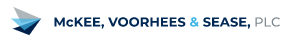 McKEE, VOORHEES & SEASE, PLC